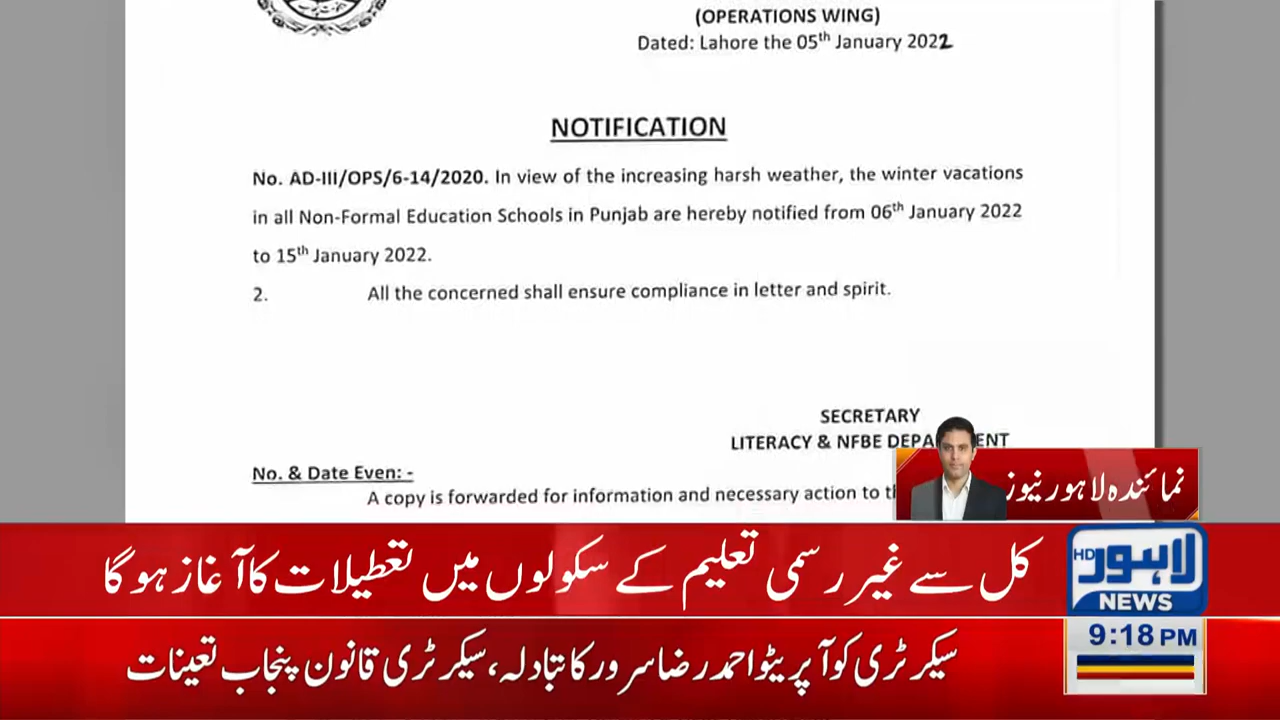 (OPERATIONS WING)
Dated: Lahore the 05th January 2022
NOTIFICATION
No. AD-III/OPS/6-14/2020. In view of the increasing harsh weather, the winter vacations
in all Non-Formal Education Schools in Punjab are hereby notified from 06th January 2022
to 15th January 2022.
2. All the concerned shall ensure compliance in letter and spirit.
SECRETARY
LITERACY & NFBE DEPA ENT
No. & Date Even: -
A copy is forwarded for information and necessary action to
نمائندہ لاہور نیوز
کل سے غیر رسمی تعلیم کے سکولوں میں تعطیلات کا آغاز ہو گا
HD لاہور
NEWS
9:18 PM
سیکرٹری کوآپریٹو احمد رضا سرور کا تبادلہ، سیکرٹری قانون پنجاب تعینات